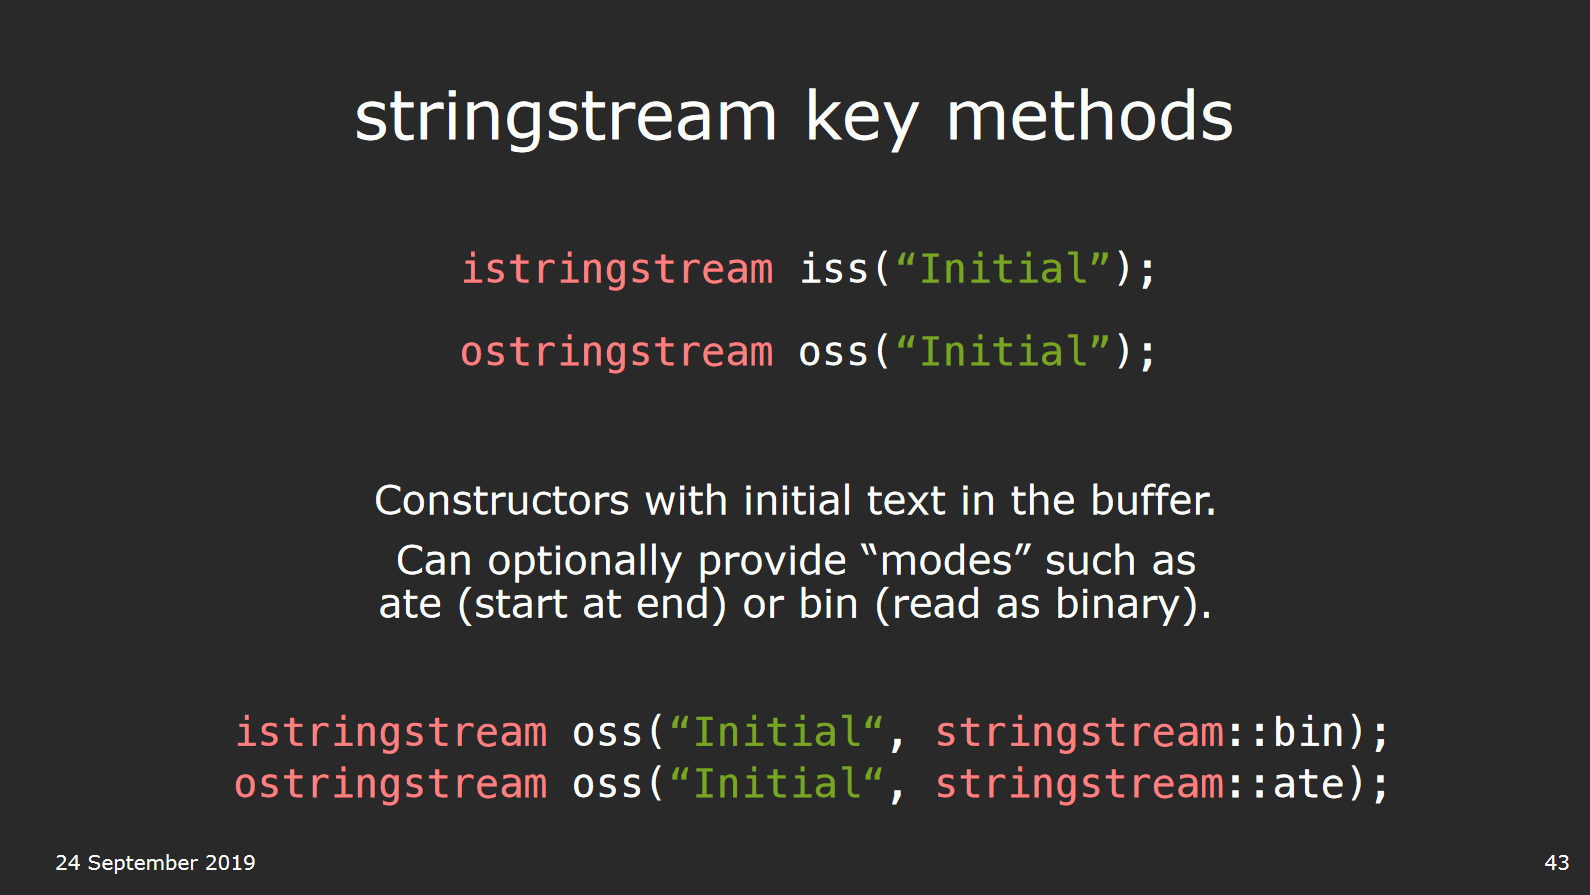 stringstream key methods
istringstream iss(“Initial”);
ostringstream oss(“Initial”);
Constructors with initial text in the buffer.
Can optionally provide “modes” such as
ate (start at end) or bin (read as binary).
istringstream oss(“Initial“, stringstream::bin);
ostringstream oss(“Initial“, stringstream::ate);
24 September 2019
43